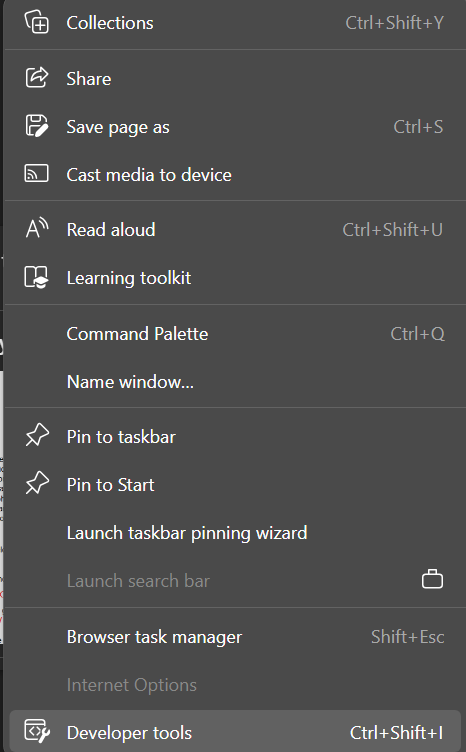 Collections Ctrl+Shift+Y
Share
Save page as Ctrl+S
Cast media to device
Read aloud Ctrl+Shift+U
Learning toolkit
Command Palette Ctrl+Q
Name window...
Pin to taskbar
Pin to Start
Launch taskbar pinning wizard
Launch search bar
Browser task manager Shift+Esc
Internet Options
Developer tools Ctrl+Shift+I